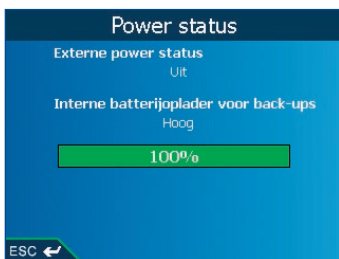 Power status
Externe power status
Uit
Interne batterijoplader voor back-ups
Hoog
100%
ESC